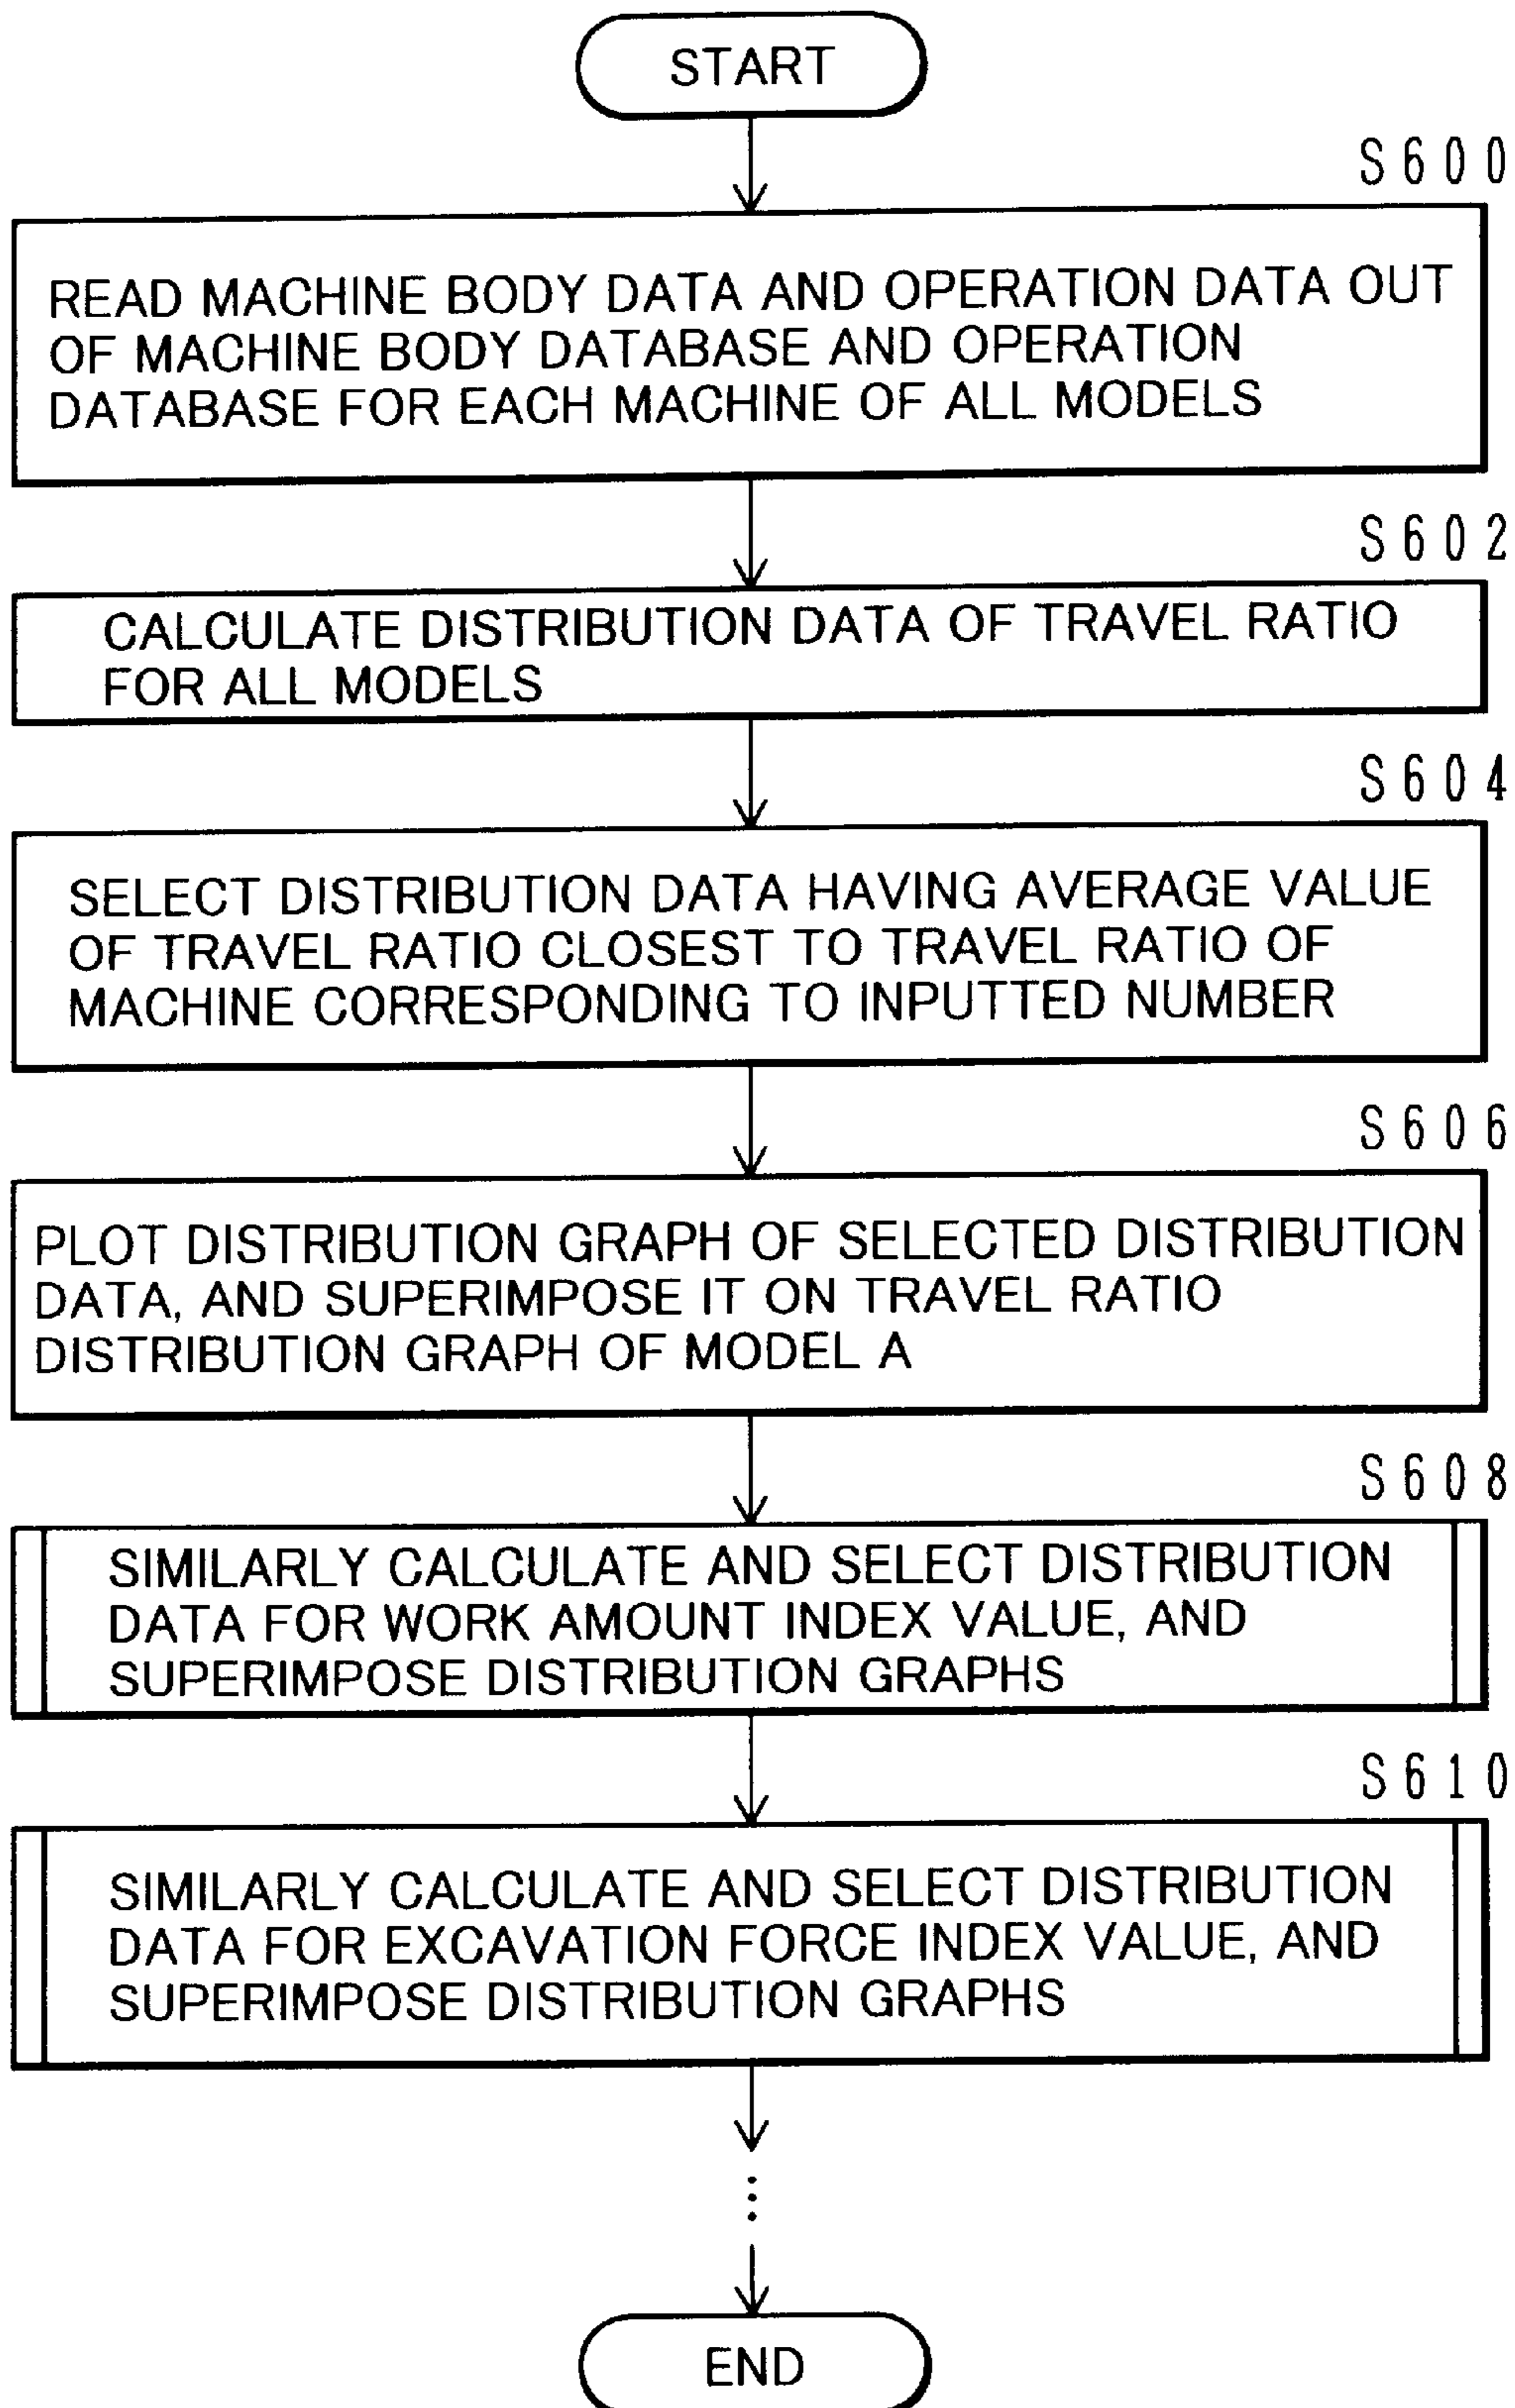 START
S600
READ MACHINE BODY DATA AND OPERATION DATA OUT
OF MACHINE BODY DATABASE AND OPERATION
DATABASE FOR EACH MACHINE OF ALL MODELS
S602
CALCULATE DISTRIBUTION DATA OF TRAVEL RATIO
FOR ALL MODELS
S604
SELECT DISTRIBUTION DATA HAVING AVERAGE VALUE
OF TRAVEL RATIO CLOSEST TO TRAVEL RATIO OF
MACHINE CORRESPONDING TO INPUTTED NUMBER
S606
PLOT DISTRIBUTION GRAPH OF SELECTED DISTRIBUTION
DATA, AND SUPERIMPOSE IT ON TRAVEL RATIO
DISTRIBUTION GRAPH OF MODEL A
S608
SIMILARLY CALCULATE AND SELECT DISTRIBUTION
DATA FOR WORK AMOUNT INDEX VALUE, AND
SUPERIMPOSE DISTRIBUTION GRAPHS
S610
SIMILARLY CALCULATE AND SELECT DISTRIBUTION
DATA FOR EXCAVATION FORCE INDEX VALUE, AND
SUPERIMPOSE DISTRIBUTION GRAPHS
END